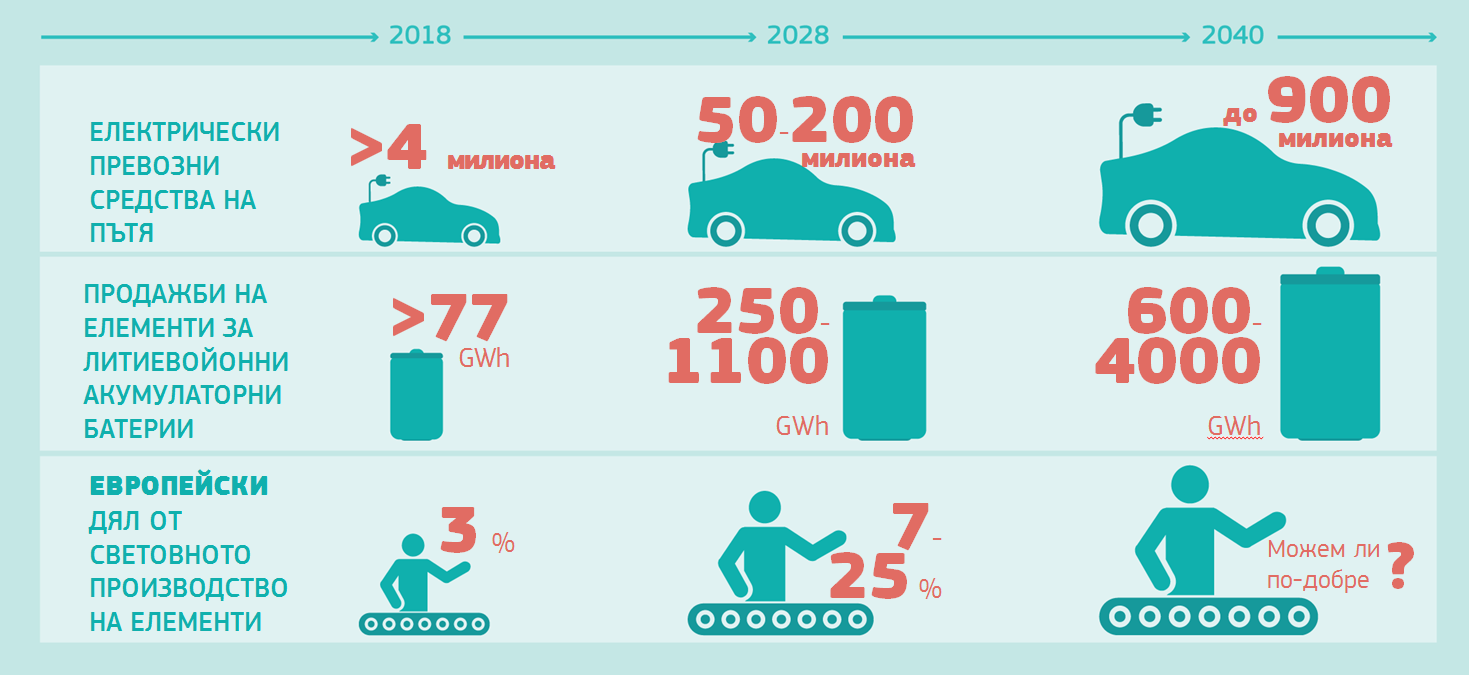 2018
2028
2040
ЕЛЕКТРИЧЕСКИ
ПРЕВОЗНИ
СРЕДСТВА НА
ПЪТЯ
>4 милиона
50-200
милиона
до 900
милиона
ПРОДАЖБИ НА
ЕЛЕМЕНТИ ЗА
ЛИТИЕВОЙОННИ
АКУМУЛАТОРНИ
БАТЕРИИ
>77
GWh
250-
1100
GWh
600-
4000
GWh
ЕВРОПЕЙСКИ
ДЯЛ ОТ
СВЕТОВНОТО
ПРОИЗВОДСТВО
НА ЕЛЕМЕНТИ
3 %
7-
25 %
Можем ли
по-добре ?